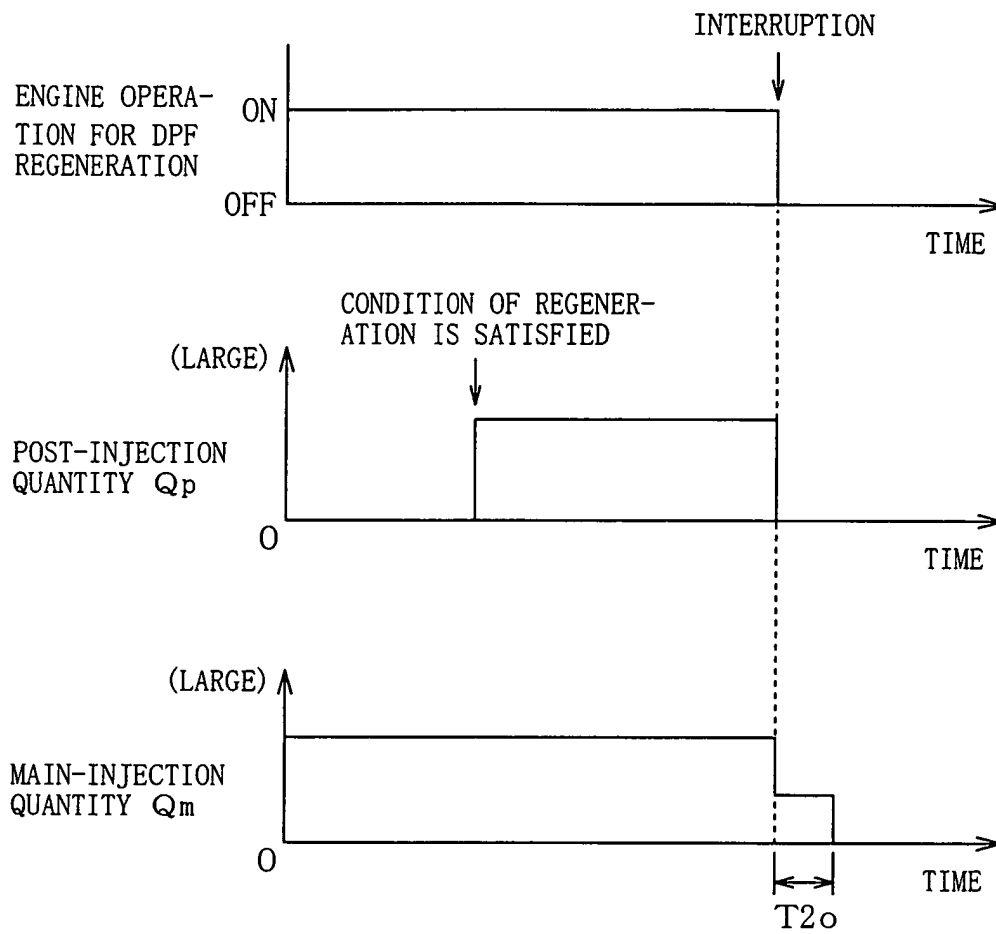 INTERRUPTION
ENGINE OPERA-
TION FOR DPF
REGENERATION
ON
OFF
TIME
CONDITION OF REGENER-
ATION IS SATISFIED
(LARGE)
POST-INJECTION
QUANTITY Qp
0
TIME
(LARGE)
MAIN-INJECTION
QUANTITY Qm
0
TIME
T2o